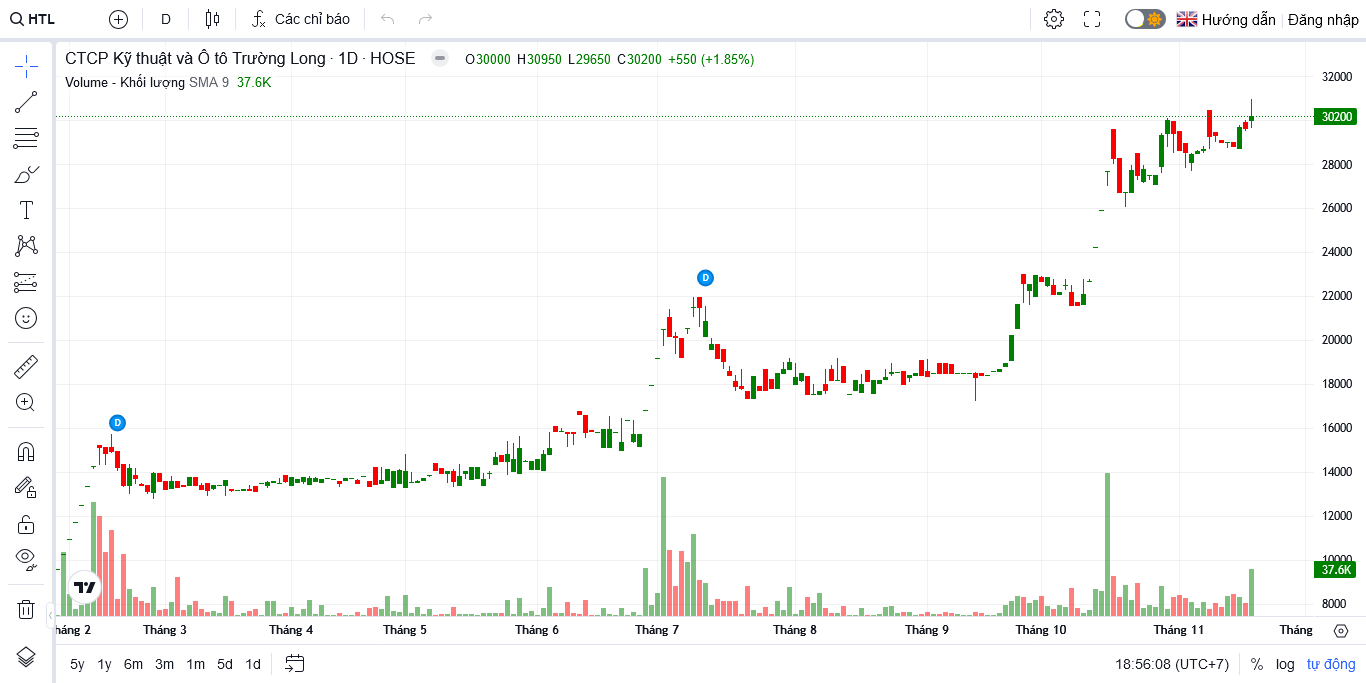 HTL D Các chỉ báo Hướng dẫn Đăng nhập
CTCP Kỹ thuật và Ô tô Trường Long · 1D · HOSE O30000 H30950 L29650 C30200 +550 (+1.85%)
Volume - Khối lượng SMA 9 37.6K
32000
30200
28000
26000
24000
22000
D
20000
18000
16000
D
14000
12000
10000
37.6K
8000
háng 2 Tháng 3 Tháng 4 Tháng 5 Tháng 6 Tháng 7 Tháng 8 Tháng 9 Tháng 10 Tháng 11 Tháng
5y 1y 6m 3m 1m 5d 1d 18:56:08 (UTC+7) % log tự động